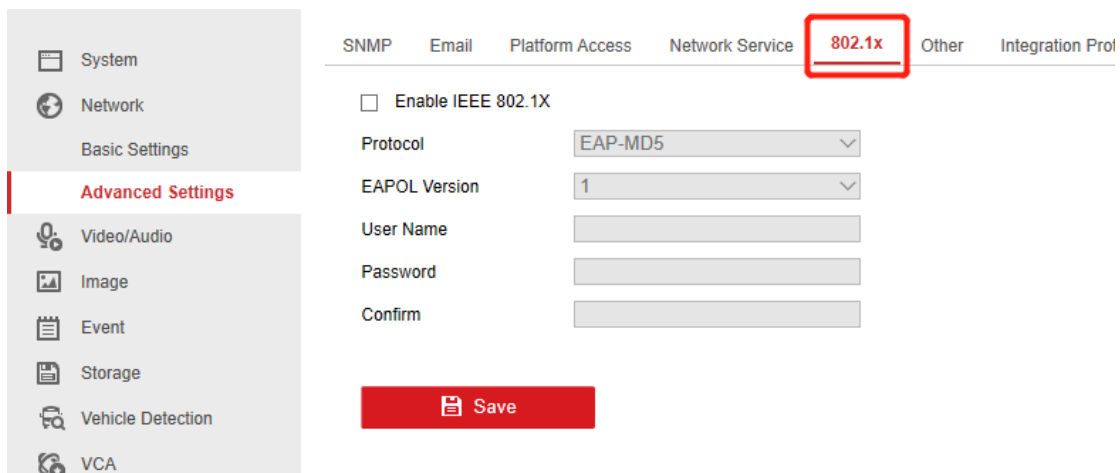 SNMP Email Platform Access Network Service 802.1x Other Integration Prot
System
Enable IEEE 802.1X
Network
Protocol EAP-MD5
Basic Settings
EAPOL Version 1
Advanced Settings
User Name
Video/Audio
Password
Image
Confirm
Event
Storage
Save
Vehicle Detection
VCA